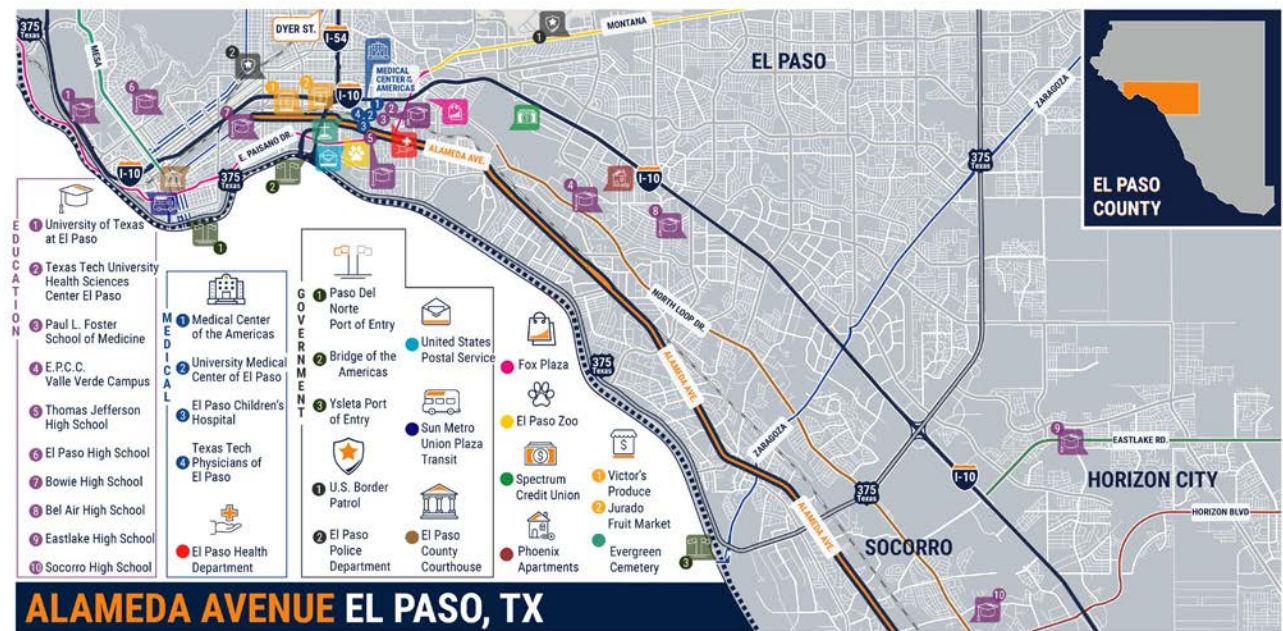 375
Texas
MESA
DYER ST.
I-54
MONTANA
EL PASO
ZARAGOZA
MEDICAL
CENTER OF THE
AMERICAS
I-10
E. PAISANO DR.
ALAMEDA AVE.
I-10
375
Texas
I-10
375
Texas
EL PASO
COUNTY
NORTH LOOP DR.
ALAMEDA AVE.
375
Texas
ZARAGOZA
EASTLAKE RD.
I-10
HORIZON CITY
375
Texas
HORIZON BLVD
ALAMEDA AVE.
SOCORRO
EDUCATION
1 University of Texas
at El Paso
2 Texas Tech University
Health Sciences
Center El Paso
3 Paul L. Foster
School of Medicine
4 E.P.C.C.
Valle Verde Campus
5 Thomas Jefferson
High School
6 El Paso High School
7 Bowie High School
8 Bel Air High School
9 Eastlake High School
10 Socorro High School
MEDICAL
1 Medical Center
of the Americas
2 University Medical
Center of El Paso
3 El Paso Children's
Hospital
4 Texas Tech
Physicians of
El Paso
El Paso Health
Department
GOVERNMENT
1 Paso Del
Norte
Port of Entry
2 Bridge of the
Americas
3 Ysleta Port
of Entry
1 U.S. Border
Patrol
2 El Paso
Police
Department
United States
Postal Service
Sun Metro
Union Plaza
Transit
El Paso
County
Courthouse
Fox Plaza
El Paso Zoo
Spectrum
Credit Union
Phoenix
Apartments
1 Victor's
Produce
2 Jurado
Fruit Market
Evergreen
Cemetery
ALAMEDA AVENUE EL PASO, TX